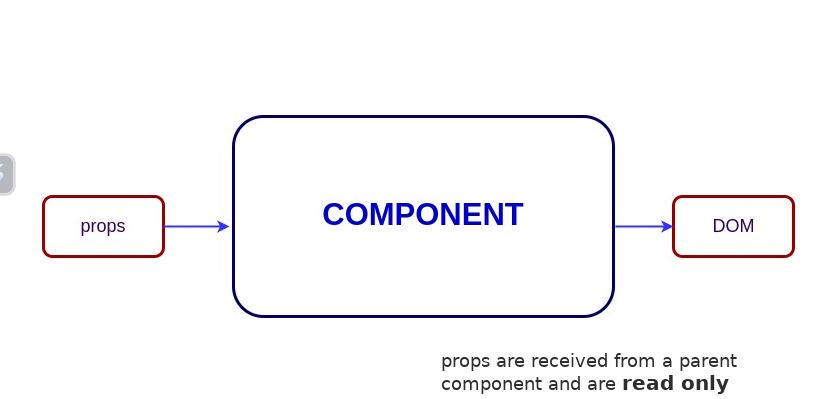 COMPONENT
props
DOM
props are received from a parent
component and are read only